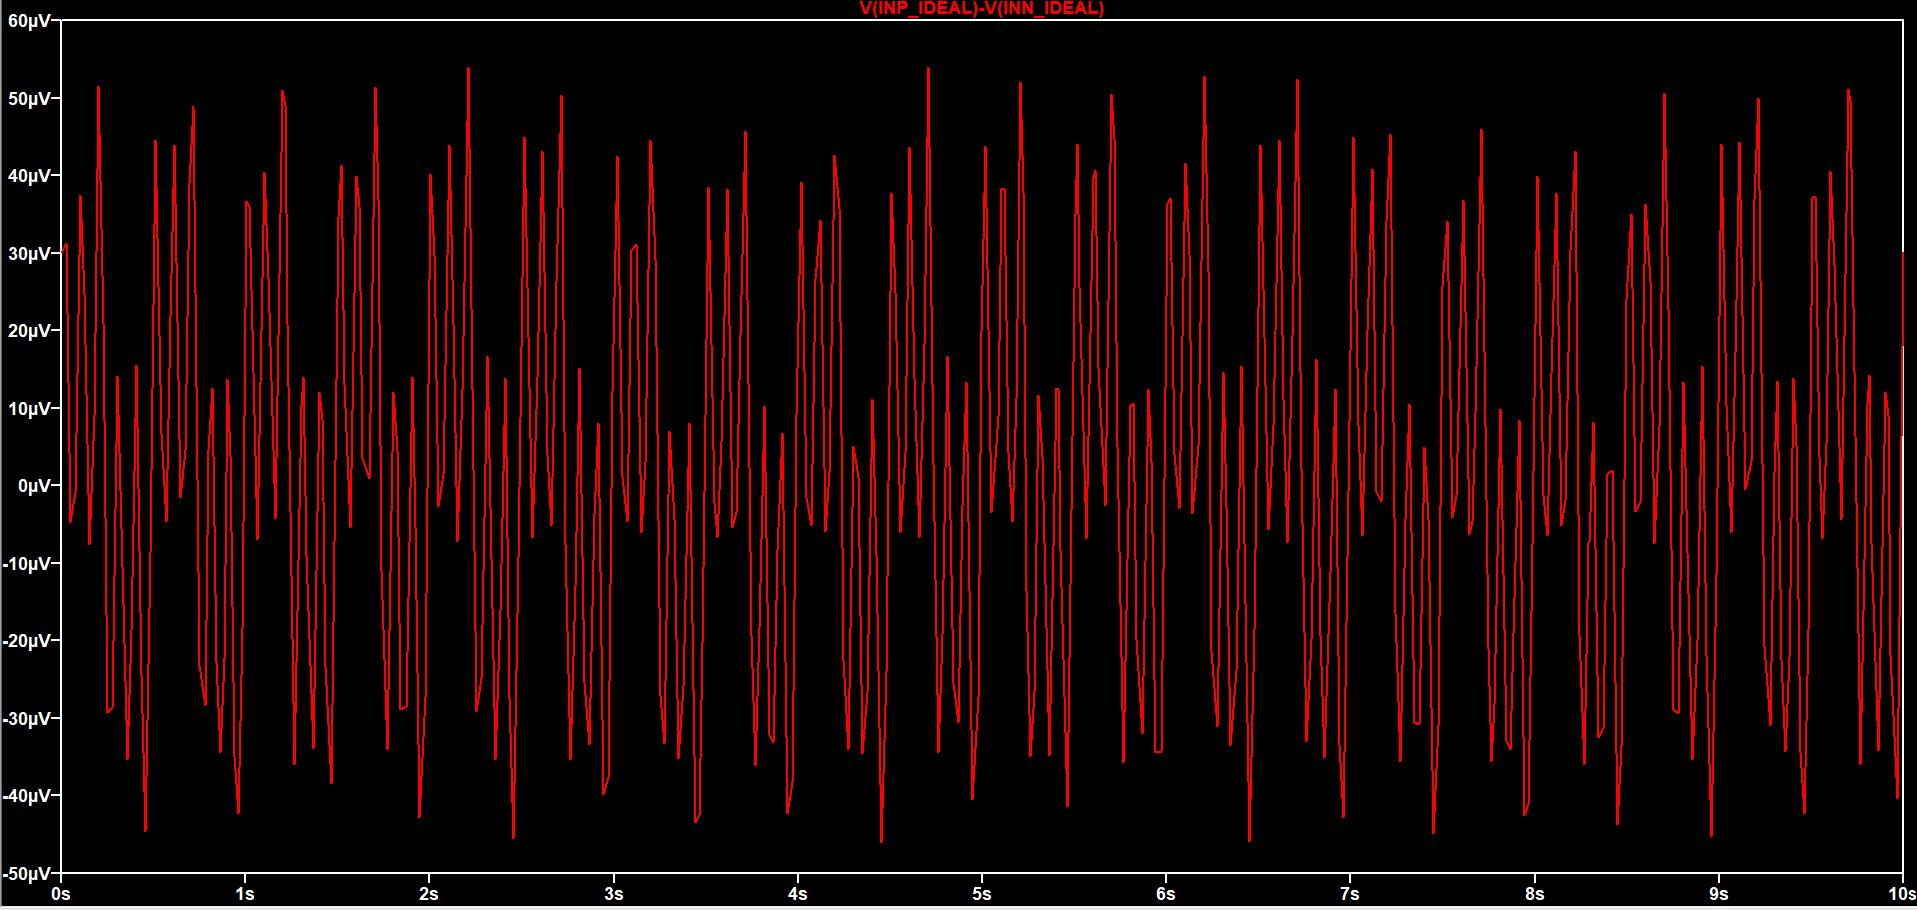 V(INP_IDEAL)-V(INN_IDEAL)
60µV
50µV
40µV
30µV
20µV
10µV
0µV
-10µV
-20µV
-30µV
-40µV
-50µV
0s 1s 2s 3s 4s 5s 6s 7s 8s 9s 10s